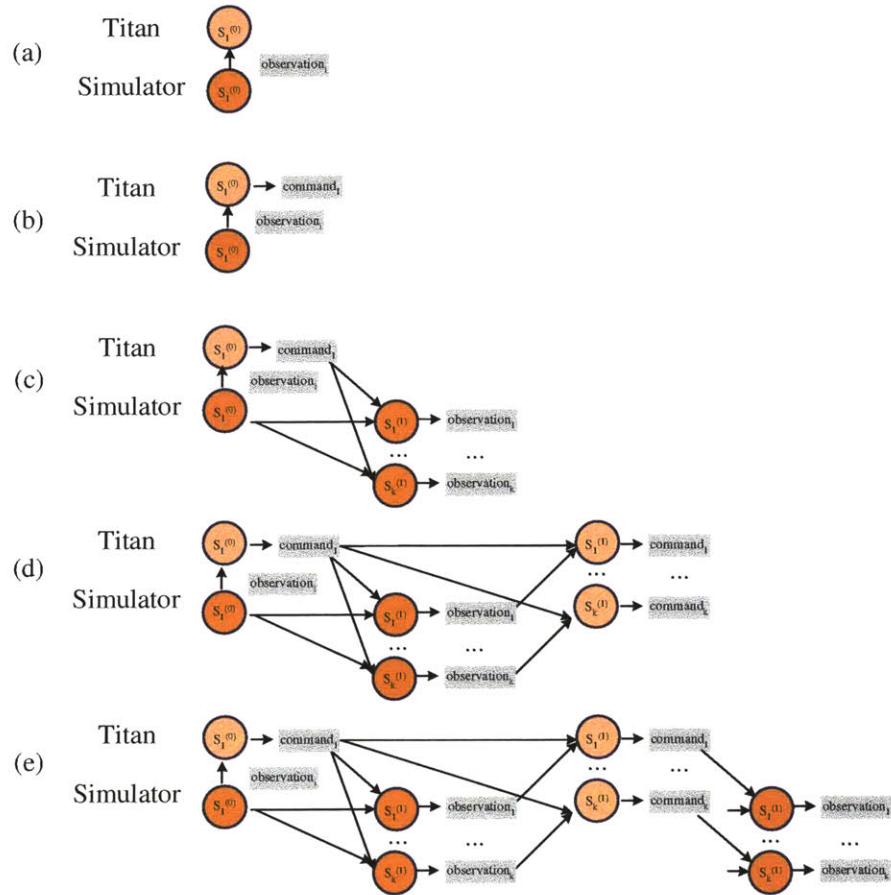 Titan S₁⁽⁰⁾
(a) observation₁
Simulator S₁⁽⁰⁾
Titan S₁⁽⁰⁾ command₁
(b) observation₁
Simulator S₁⁽⁰⁾
Titan S₁⁽⁰⁾ command₁
(c) observation₁
Simulator S₁⁽⁰⁾ S₁⁽¹⁾ observation₁
... ...
Sₖ⁽¹⁾ observationₖ
Titan S₁⁽⁰⁾ command₁ S₁⁽¹⁾ command₁
(d) observation₁ ... ...
Simulator S₁⁽⁰⁾ S₁⁽¹⁾ observation₁ Sₖ⁽¹⁾ commandₖ
... ...
Sₖ⁽¹⁾ observationₖ
Titan S₁⁽⁰⁾ command₁ S₁⁽¹⁾ command₁
(e) observation₁ ... ...
Simulator S₁⁽⁰⁾ S₁⁽¹⁾ observation₁ Sₖ⁽¹⁾ commandₖ S₁⁽¹⁾ observation₁
... ... ... ...
Sₖ⁽¹⁾ observationₖ Sₖ⁽¹⁾ observationₖ